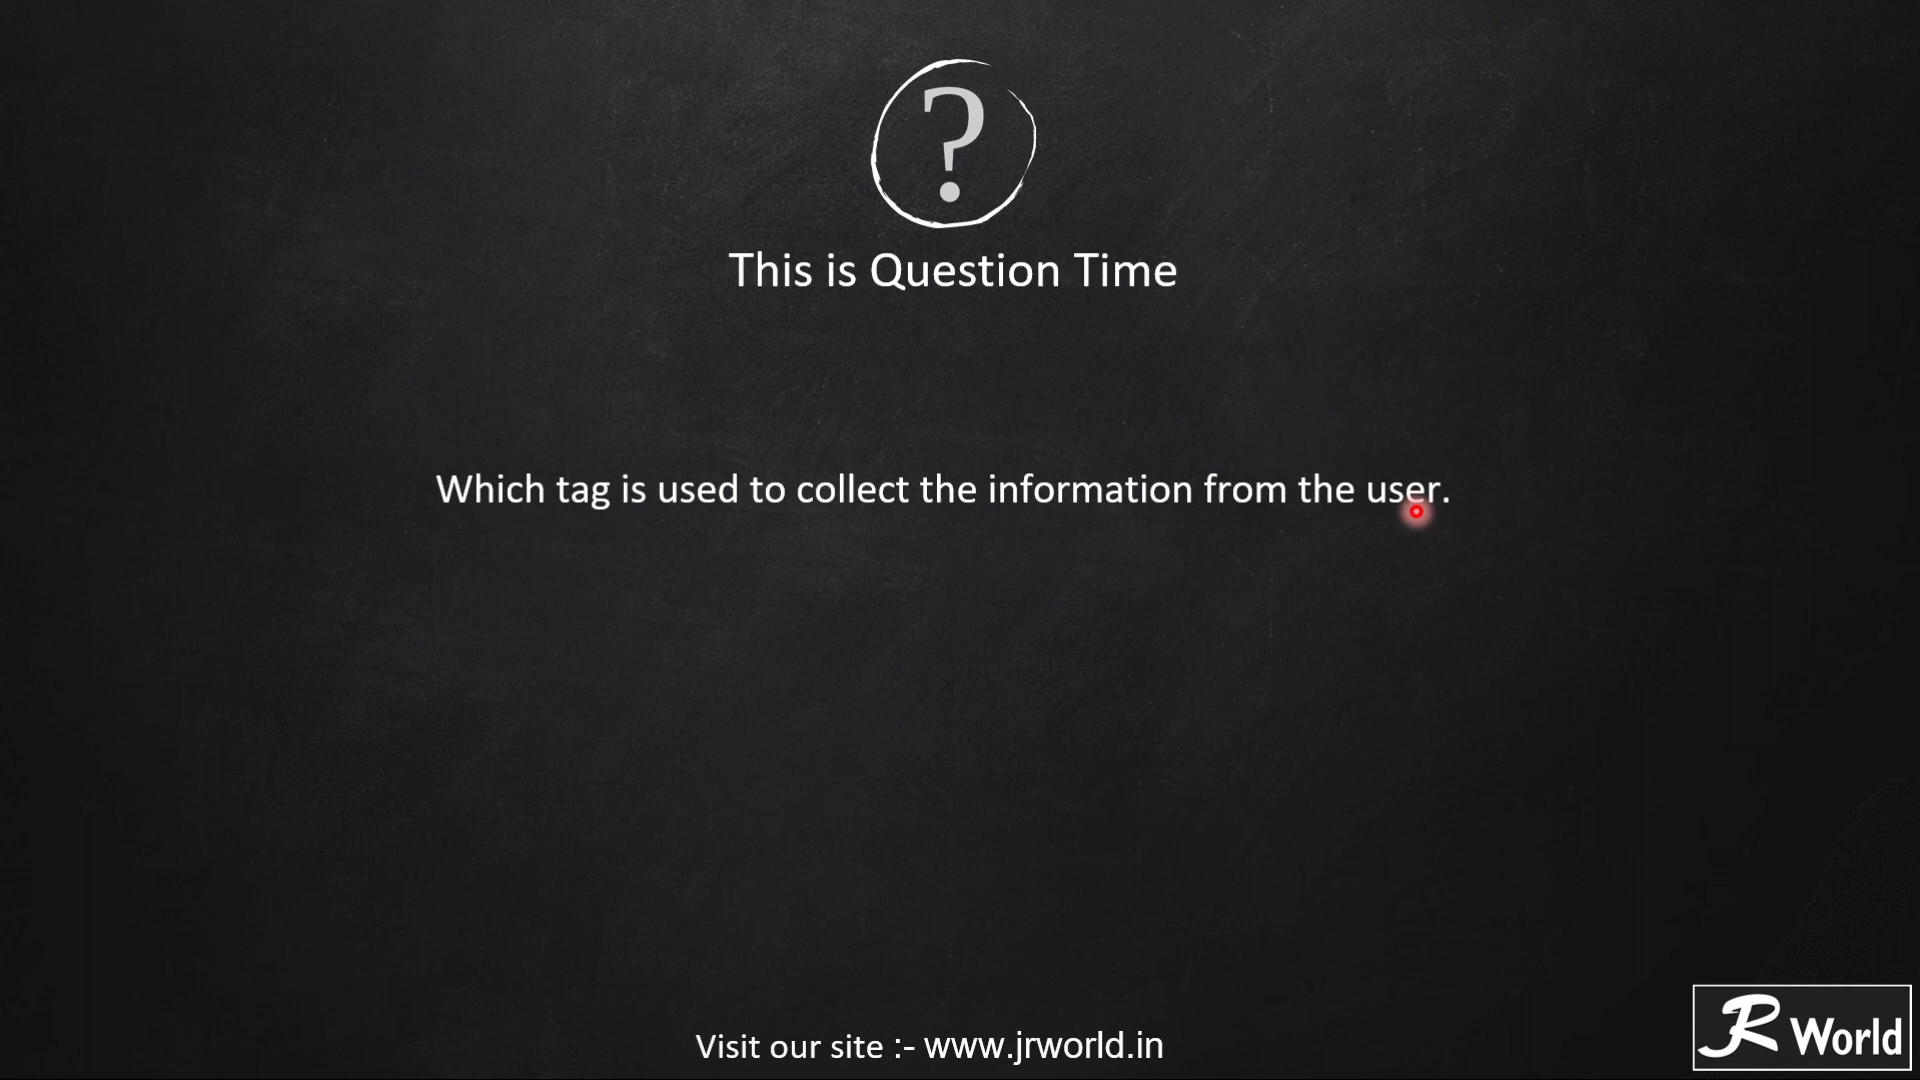 ?
This is Question Time
Which tag is used to collect the information from the user.
Visit our site :- www.jrworld.in
JR World